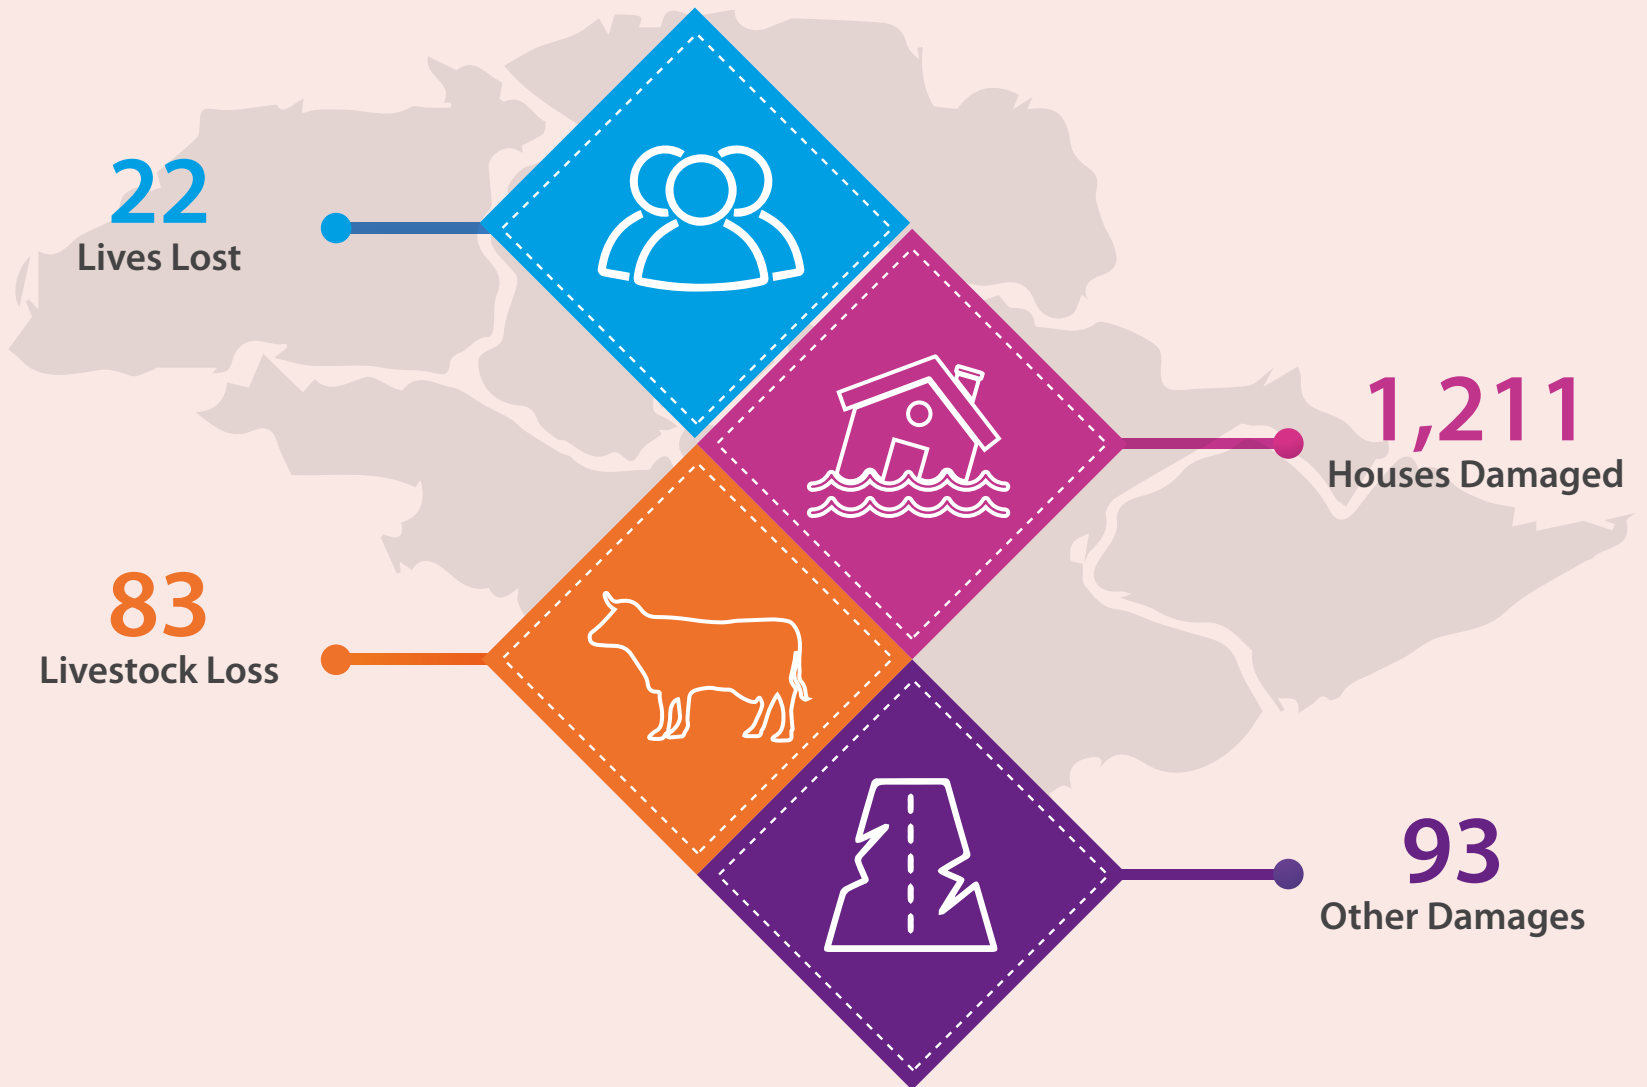 22
Lives Lost
1,211
Houses Damaged
83
Livestock Loss
93
Other Damages